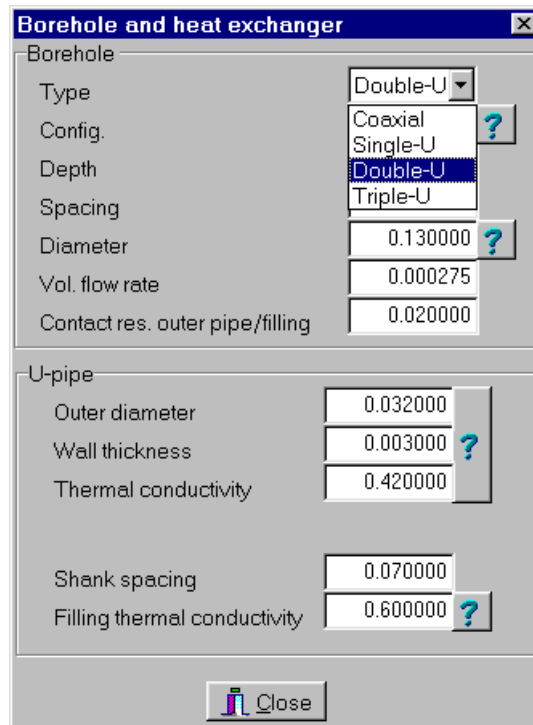 Borehole and heat exchanger
Borehole
Type Double-U
Coaxial
Single-U
Double-U
Triple-U
Config. ?
Depth
Spacing
Diameter 0.130000 ?
Vol. flow rate 0.000275
Contact res. outer pipe/filling 0.020000
U-pipe
Outer diameter 0.032000
Wall thickness 0.003000 ?
Thermal conductivity 0.420000
Shank spacing 0.070000
Filling thermal conductivity 0.600000 ?
Close